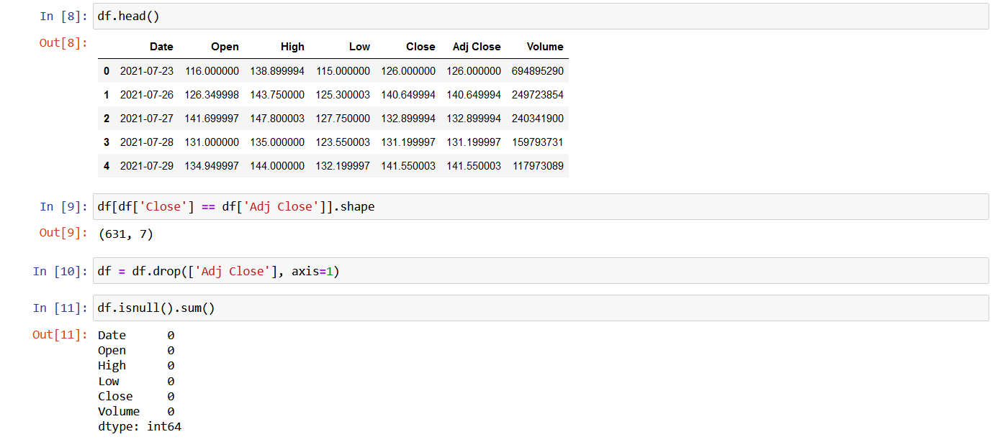 In [8]: df.head()
Out[8]:
Date Open High Low Close Adj Close Volume
0 2021-07-23 116.000000 138.899994 115.000000 126.000000 126.000000 694895290
1 2021-07-26 126.349998 143.750000 125.300003 140.649994 140.649994 249723854
2 2021-07-27 141.699997 147.800003 127.750000 132.899994 132.899994 240341900
3 2021-07-28 131.000000 135.000000 123.550003 131.199997 131.199997 159793731
4 2021-07-29 134.949997 144.000000 132.199997 141.550003 141.550003 117973089
In [9]: df[df['Close'] == df['Adj Close']].shape
Out[9]: (631, 7)
In [10]: df = df.drop(['Adj Close'], axis=1)
In [11]: df.isnull().sum()
Out[11]: Date 0
Open 0
High 0
Low 0
Close 0
Volume 0
dtype: int64